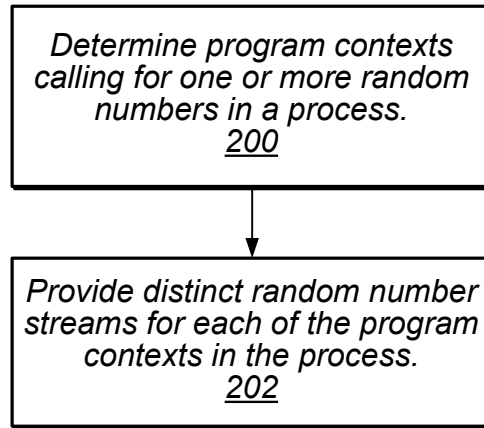 Determine program contexts
calling for one or more random
numbers in a process.
200
Provide distinct random number
streams for each of the program
contexts in the process.
202